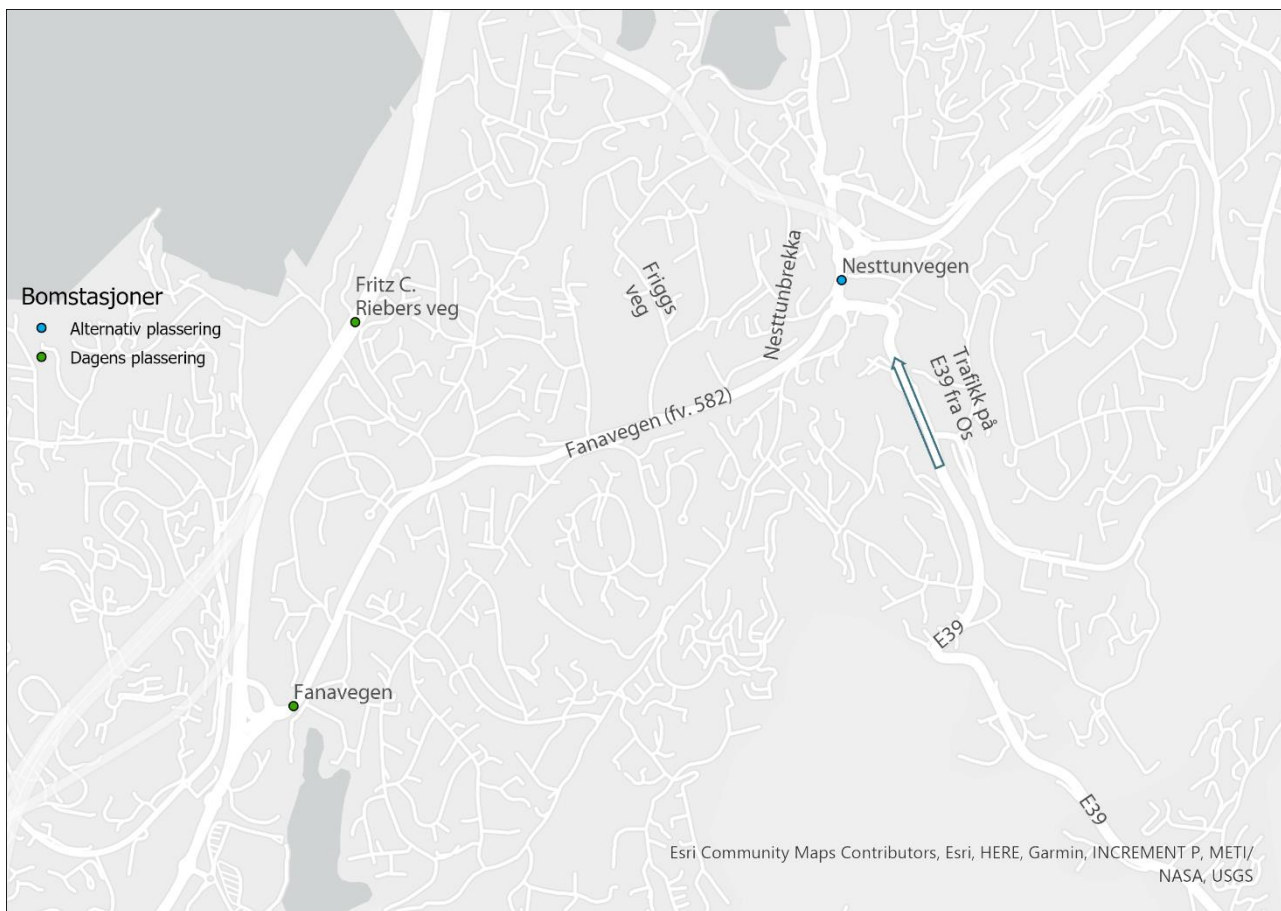 Nesttunbrekka
Nesttunvegen
Friggs
veg
Fritz C.
Riebers veg
Bomstasjoner
Alternativ plassering
Dagens plassering
Trafikk på
E39 fra Os
Fanavegen (fv. 582)
E39
Fanavegen
E39
Esri Community Maps Contributors, Esri, HERE, Garmin, INCREMENT P, METI/
NASA, USGS